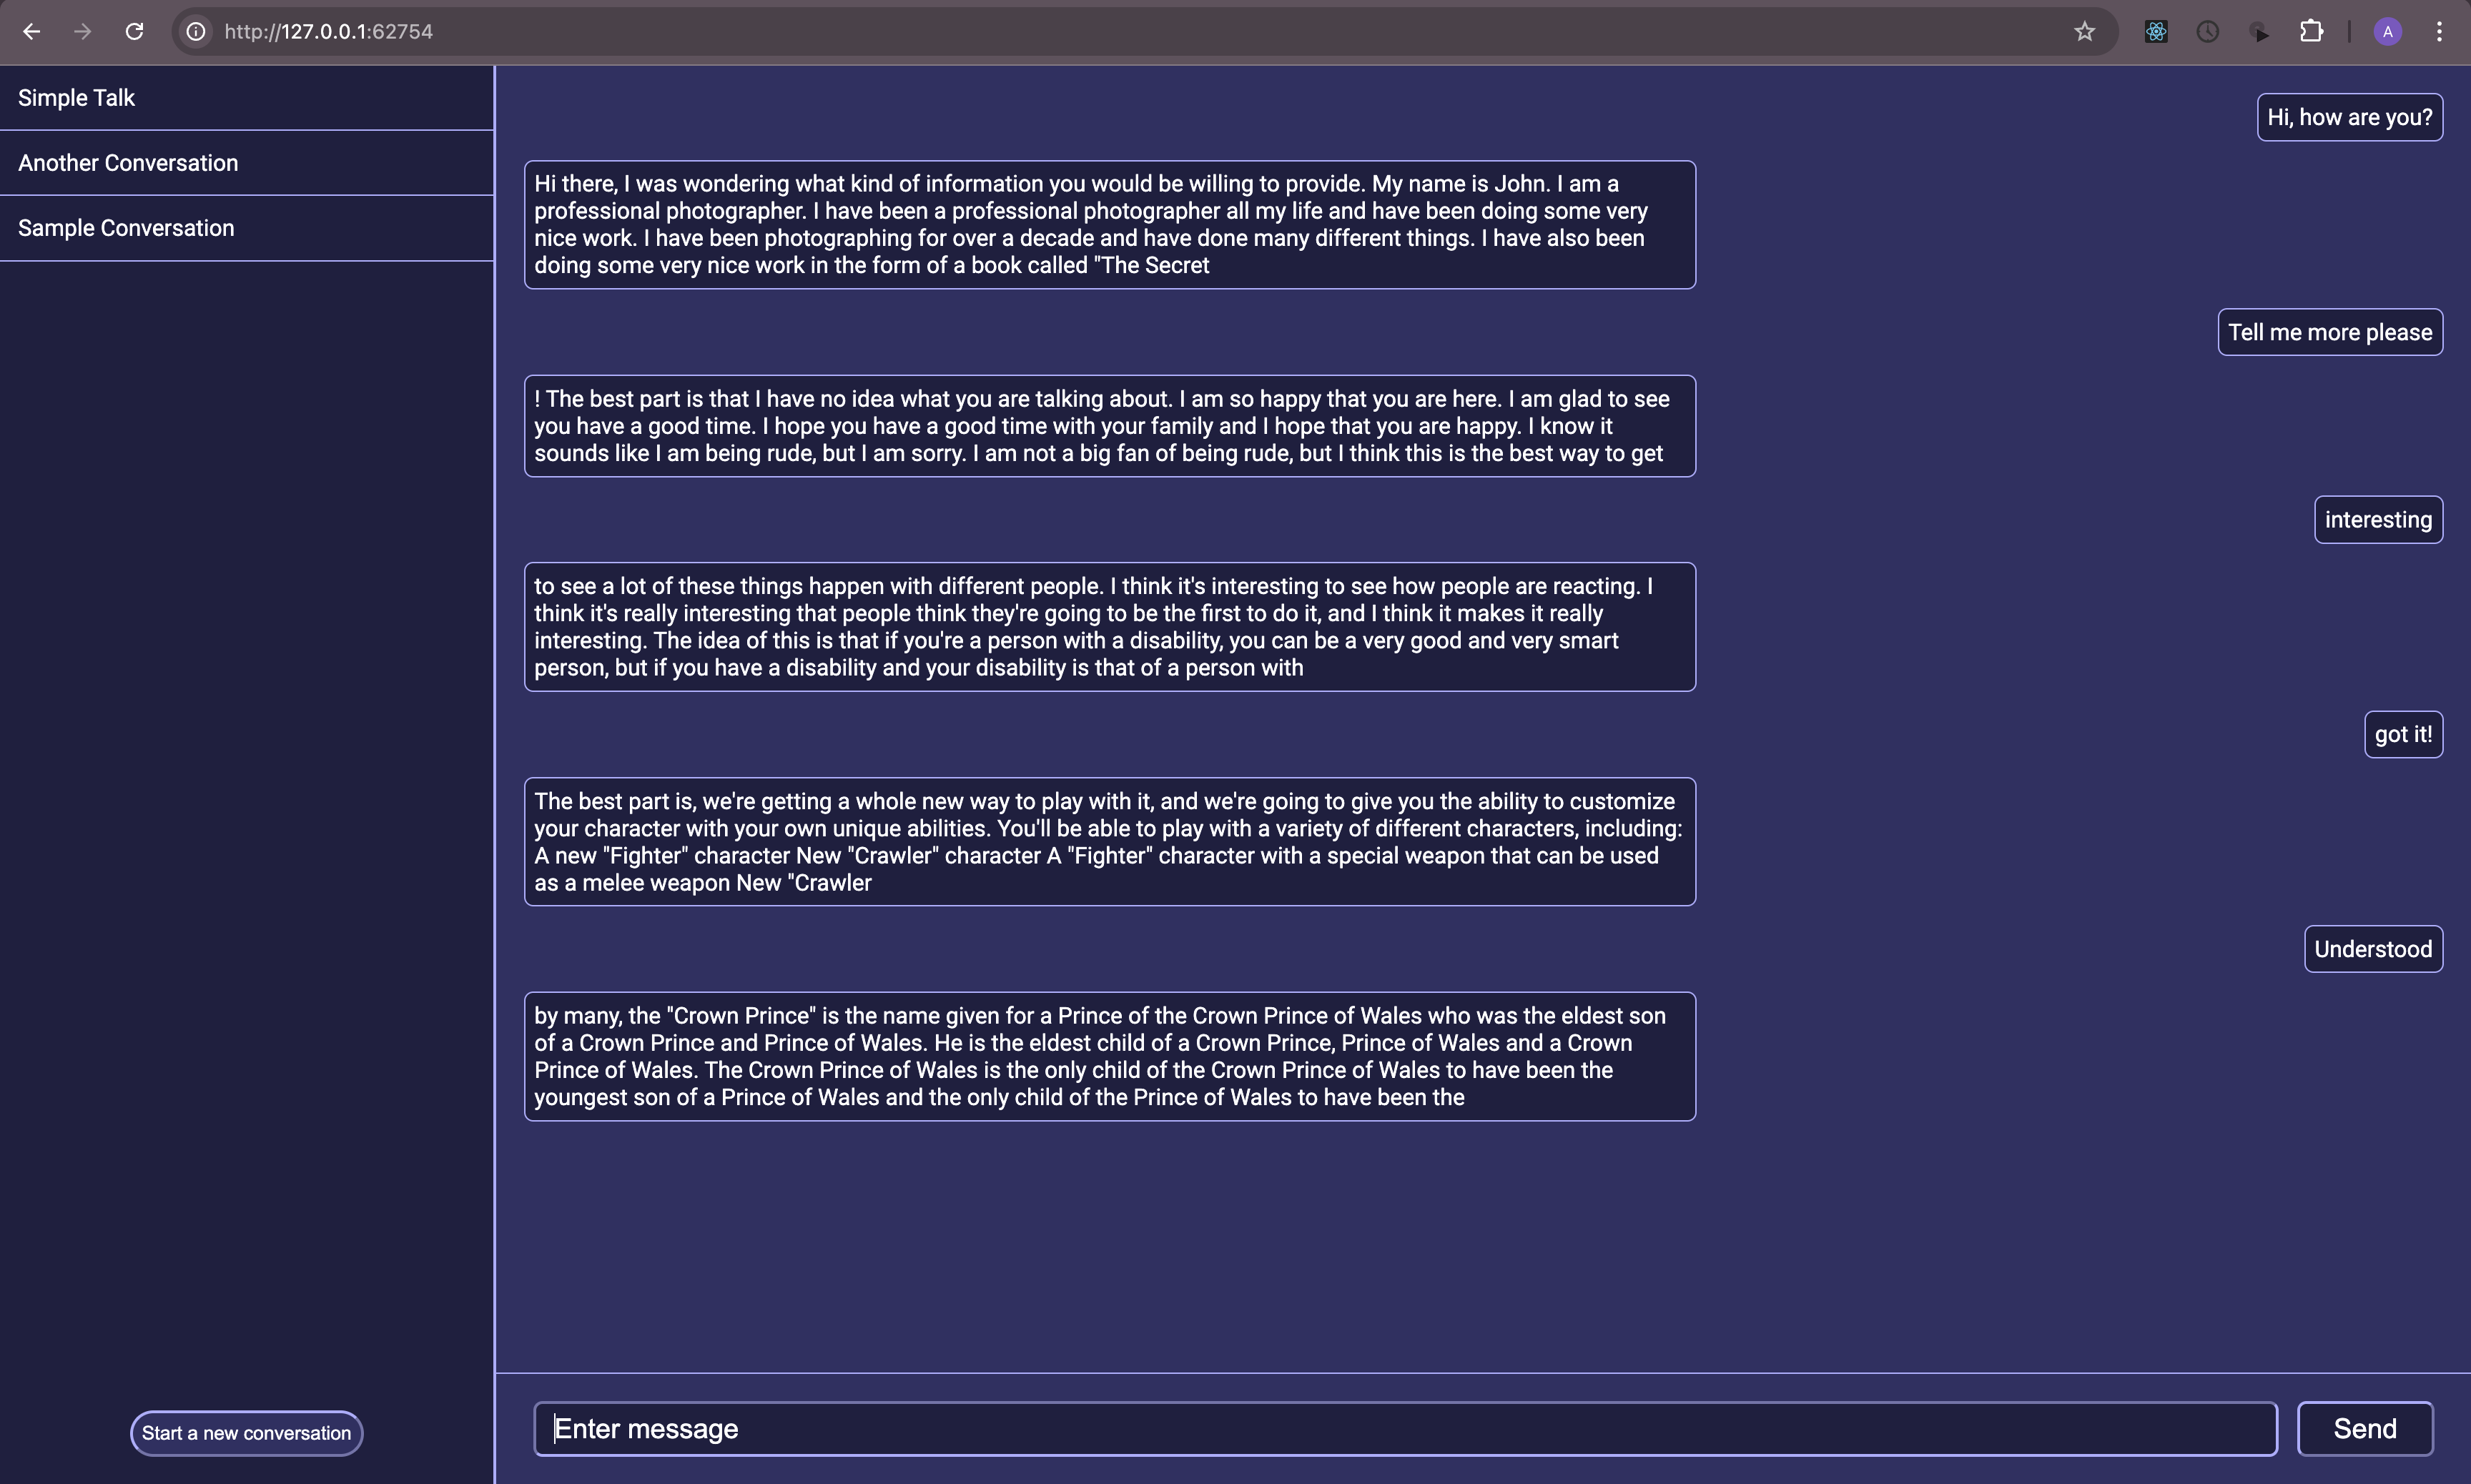 http://127.0.0.1:62754
A
Simple Talk
Another Conversation
Sample Conversation
Start a new conversation
Hi, how are you?
Hi there, I was wondering what kind of information you would be willing to provide. My name is John. I am a
professional photographer. I have been a professional photographer all my life and have been doing some very
nice work. I have been photographing for over a decade and have done many different things. I have also been
doing some very nice work in the form of a book called "The Secret
Tell me more please
! The best part is that I have no idea what you are talking about. I am so happy that you are here. I am glad to see
you have a good time. I hope you have a good time with your family and I hope that you are happy. I know it
sounds like I am being rude, but I am sorry. I am not a big fan of being rude, but I think this is the best way to get
interesting
to see a lot of these things happen with different people. I think it's interesting to see how people are reacting. I
think it's really interesting that people think they're going to be the first to do it, and I think it makes it really
interesting. The idea of this is that if you're a person with a disability, you can be a very good and very smart
person, but if you have a disability and your disability is that of a person with
got it!
The best part is, we're getting a whole new way to play with it, and we're going to give you the ability to customize
your character with your own unique abilities. You'll be able to play with a variety of different characters, including:
A new "Fighter" character New "Crawler" character A "Fighter" character with a special weapon that can be used
as a melee weapon New "Crawler
Understood
by many, the "Crown Prince" is the name given for a Prince of the Crown Prince of Wales who was the eldest son
of a Crown Prince and Prince of Wales. He is the eldest child of a Crown Prince, Prince of Wales and a Crown
Prince of Wales. The Crown Prince of Wales is the only child of the Crown Prince of Wales to have been the
youngest son of a Prince of Wales and the only child of the Prince of Wales to have been the
Enter message
Send